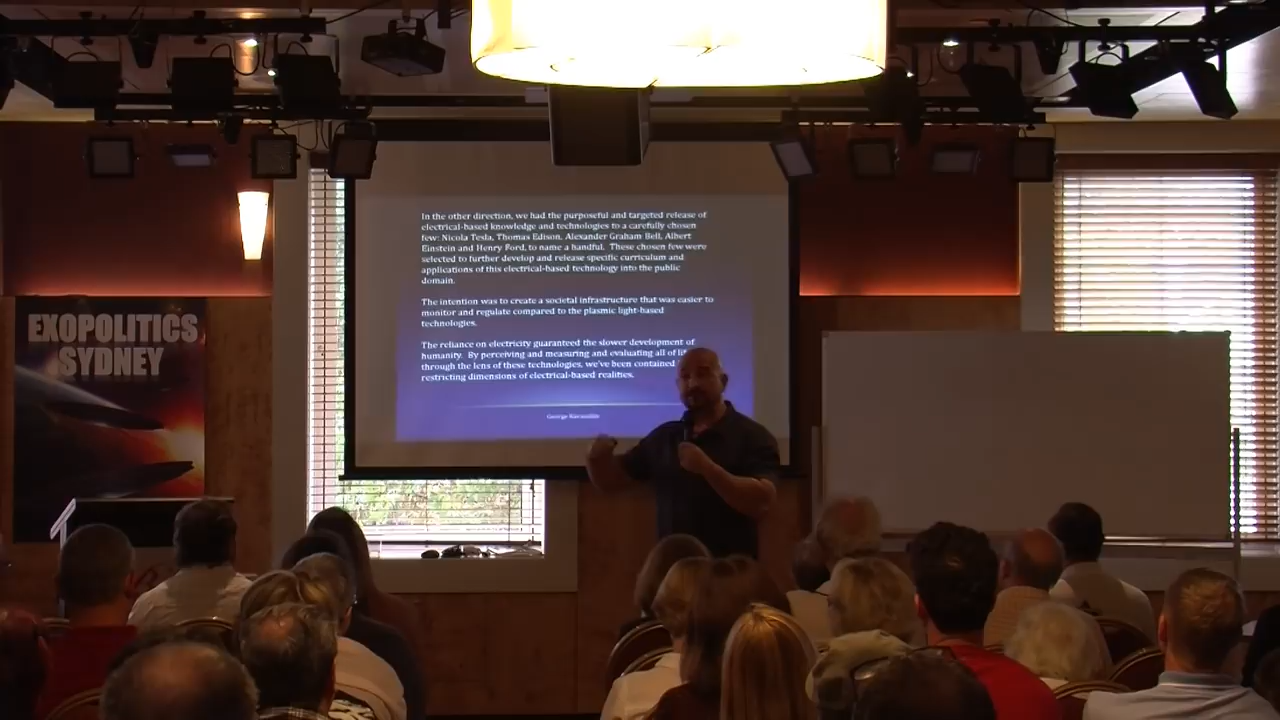 EXOPOLITICS
SYDNEY
In the other direction, we had the purposeful and targeted release of
electrical-based knowledge and technologies to a carefully chosen
few: Nicola Tesla, Thomas Edison, Alexander Graham Bell, Albert
Einstein and Henry Ford, to name a handful. These chosen few were
selected to further develop and release specific curriculum and
applications of this electrical-based technology into the public
domain.
The intention was to create a societal infrastructure that was easier to
monitor and regulate compared to the plasmic light-based
technologies.
The reliance on electricity guaranteed the slower development of
humanity. By perceiving and measuring and evaluating all of
through the lens of these technologies, we've been contained
restricting dimensions of electrical-based realities.
George